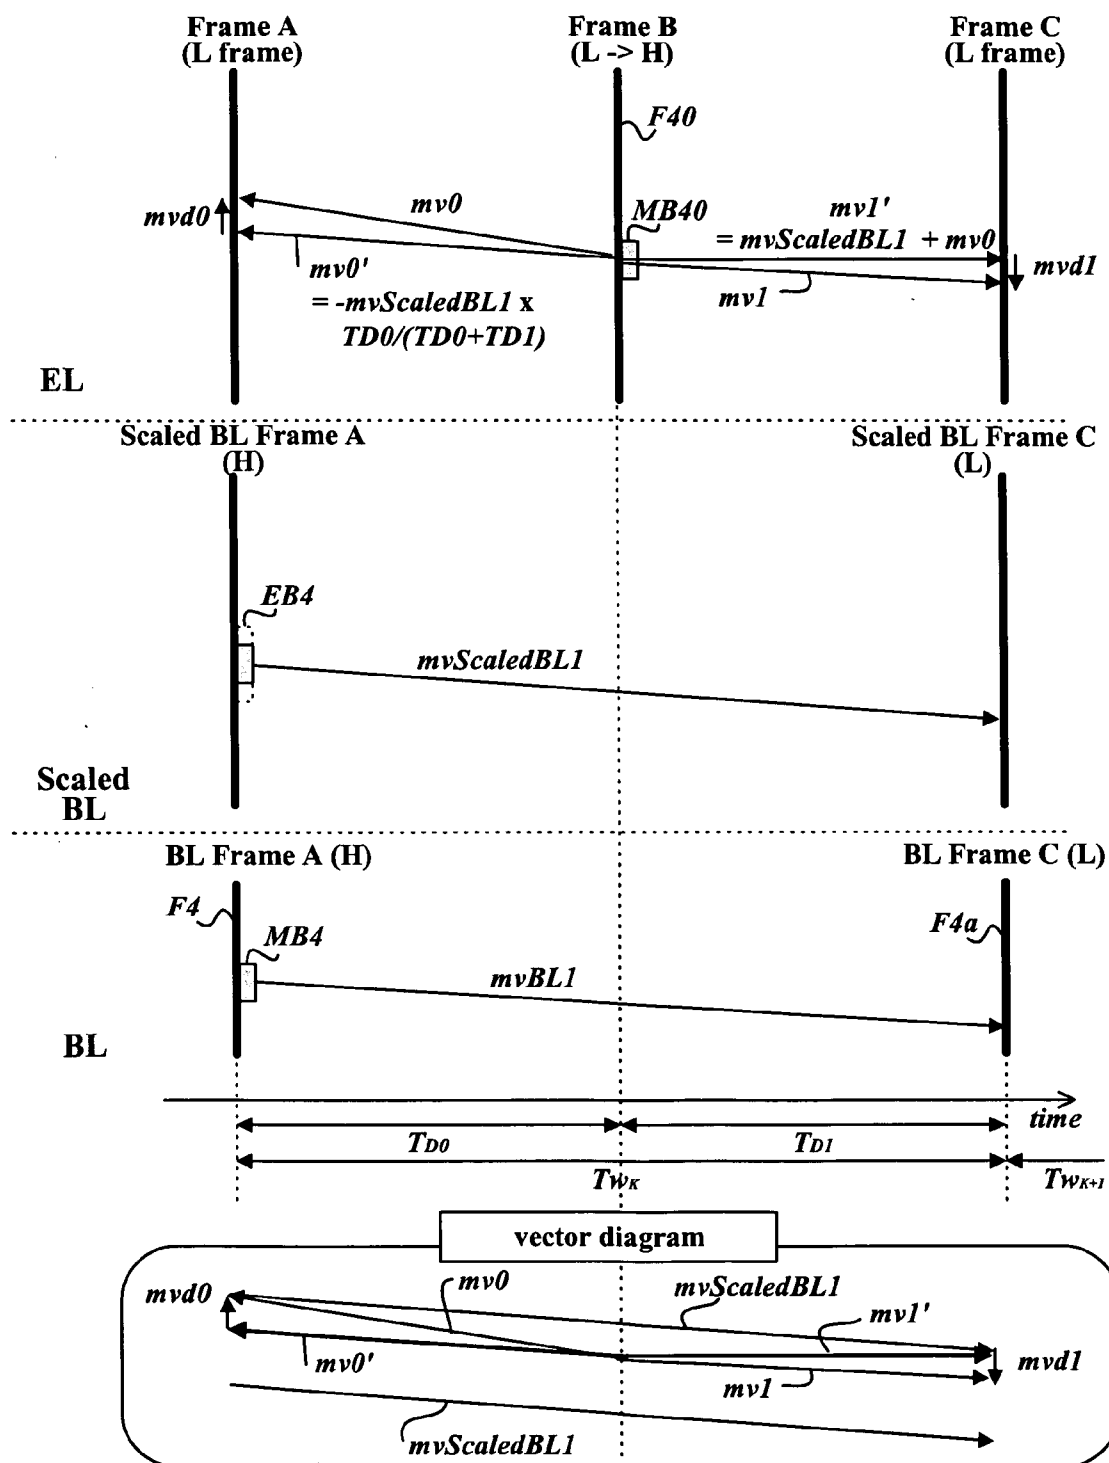 Frame A
(L frame)
Frame B
(L -> H)
Frame C
(L frame)
F40
mv0
MB40
mv1'
= mvScaledBL1 + mv0
mvd0
mvd1
mv0'
= -mvScaledBL1 x
TD0/(TD0+TD1)
mv1
EL
Scaled BL Frame A
(H)
Scaled BL Frame C
(L)
EB4
mvScaledBL1
Scaled
BL
BL Frame A (H)
BL Frame C (L)
F4
F4a
MB4
mvBL1
BL
time
TD0
TD1
TwK
TwK+1
vector diagram
mvd0
mv0
mvScaledBL1
mv1'
mv0'
mv1
mvd1
mvScaledBL1